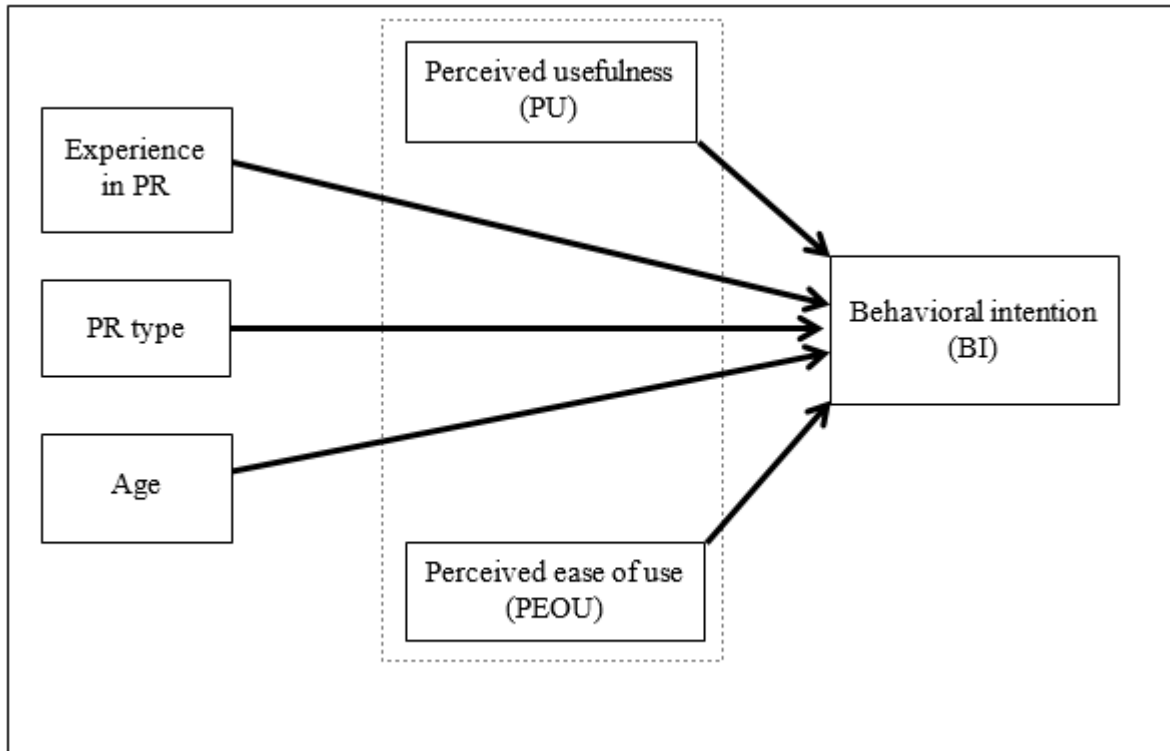 Perceived usefulness
(PU)
Experience
in PR
PR type
Behavioral intention
(BI)
Age
Perceived ease of use
(PEOU)